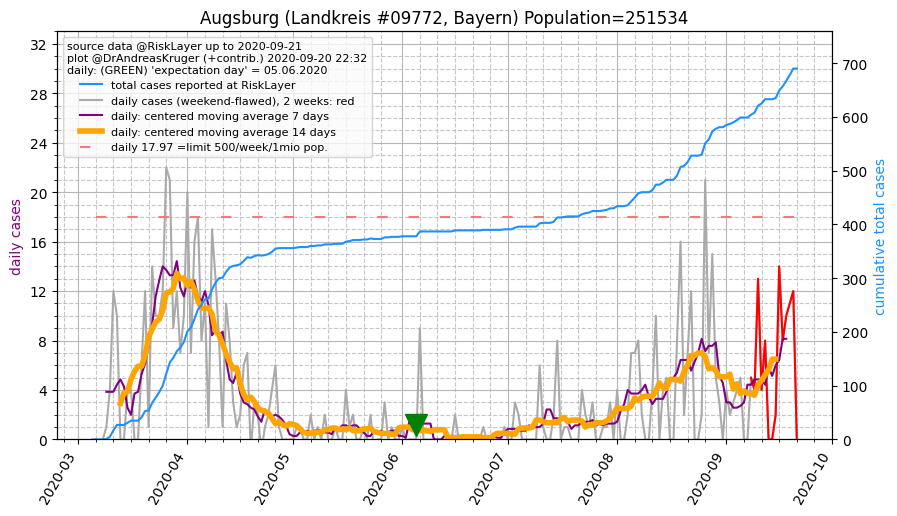 Augsburg (Landkreis #09772, Bayern) Population=251534
source data @RiskLayer up to 2020-09-21
plot @DrAndreasKruger (+contrib.) 2020-09-20 22:32
daily: (GREEN) 'expectation day' = 05.06.2020
total cases reported at RiskLayer
daily cases (weekend-flawed), 2 weeks: red
daily: centered moving average 7 days
daily: centered moving average 14 days
daily 17.97 =limit 500/week/1mio pop.
daily cases
32
28
24
20
16
12
8
4
0
cumulative total cases
700
600
500
400
300
200
100
0
2020-03
2020-04
2020-05
2020-06
2020-07
2020-08
2020-09
2020-10